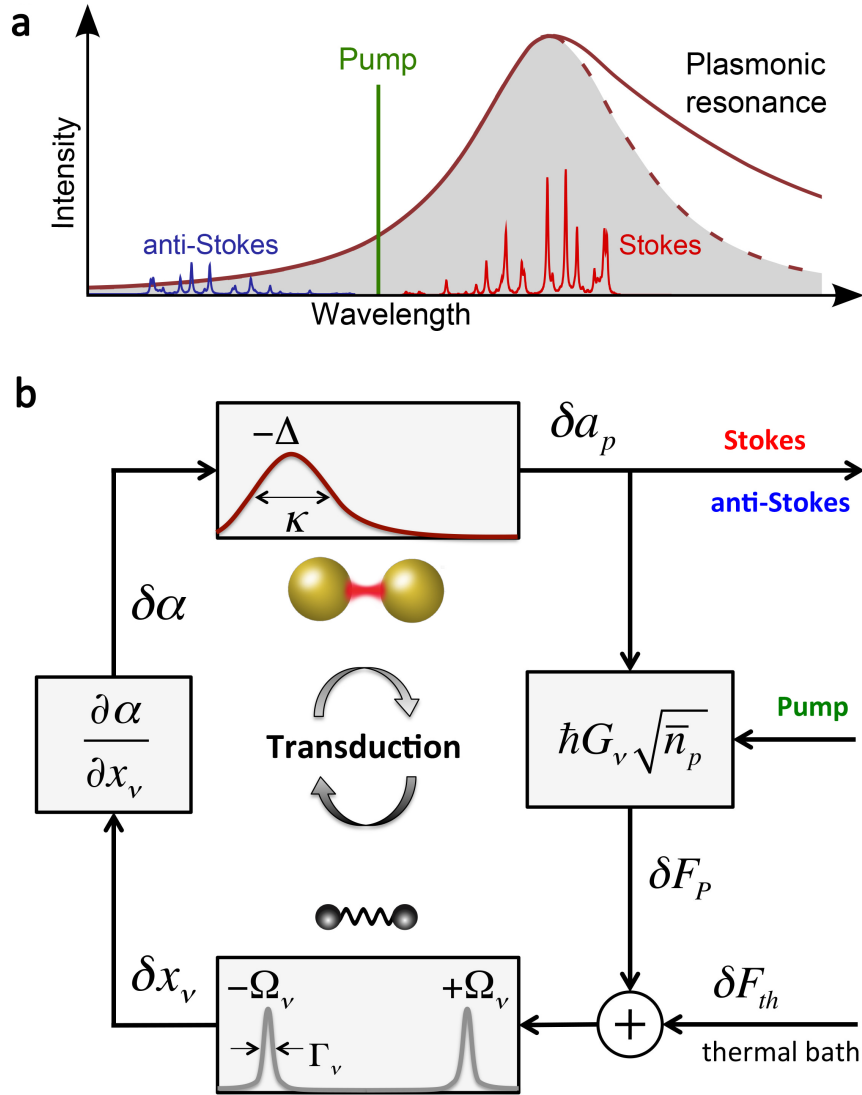 a
Pump
Plasmonic
resonance
Intensity
anti-Stokes
Stokes
Wavelength
b
−Δ
κ
δa_p
Stokes
anti-Stokes
δα
∂α
∂x_ν
Transduction
ħG_ν√n̅_p
Pump
δF_P
δx_ν
−Ω_ν
+Ω_ν
Γ_ν
+
δF_th
thermal bath